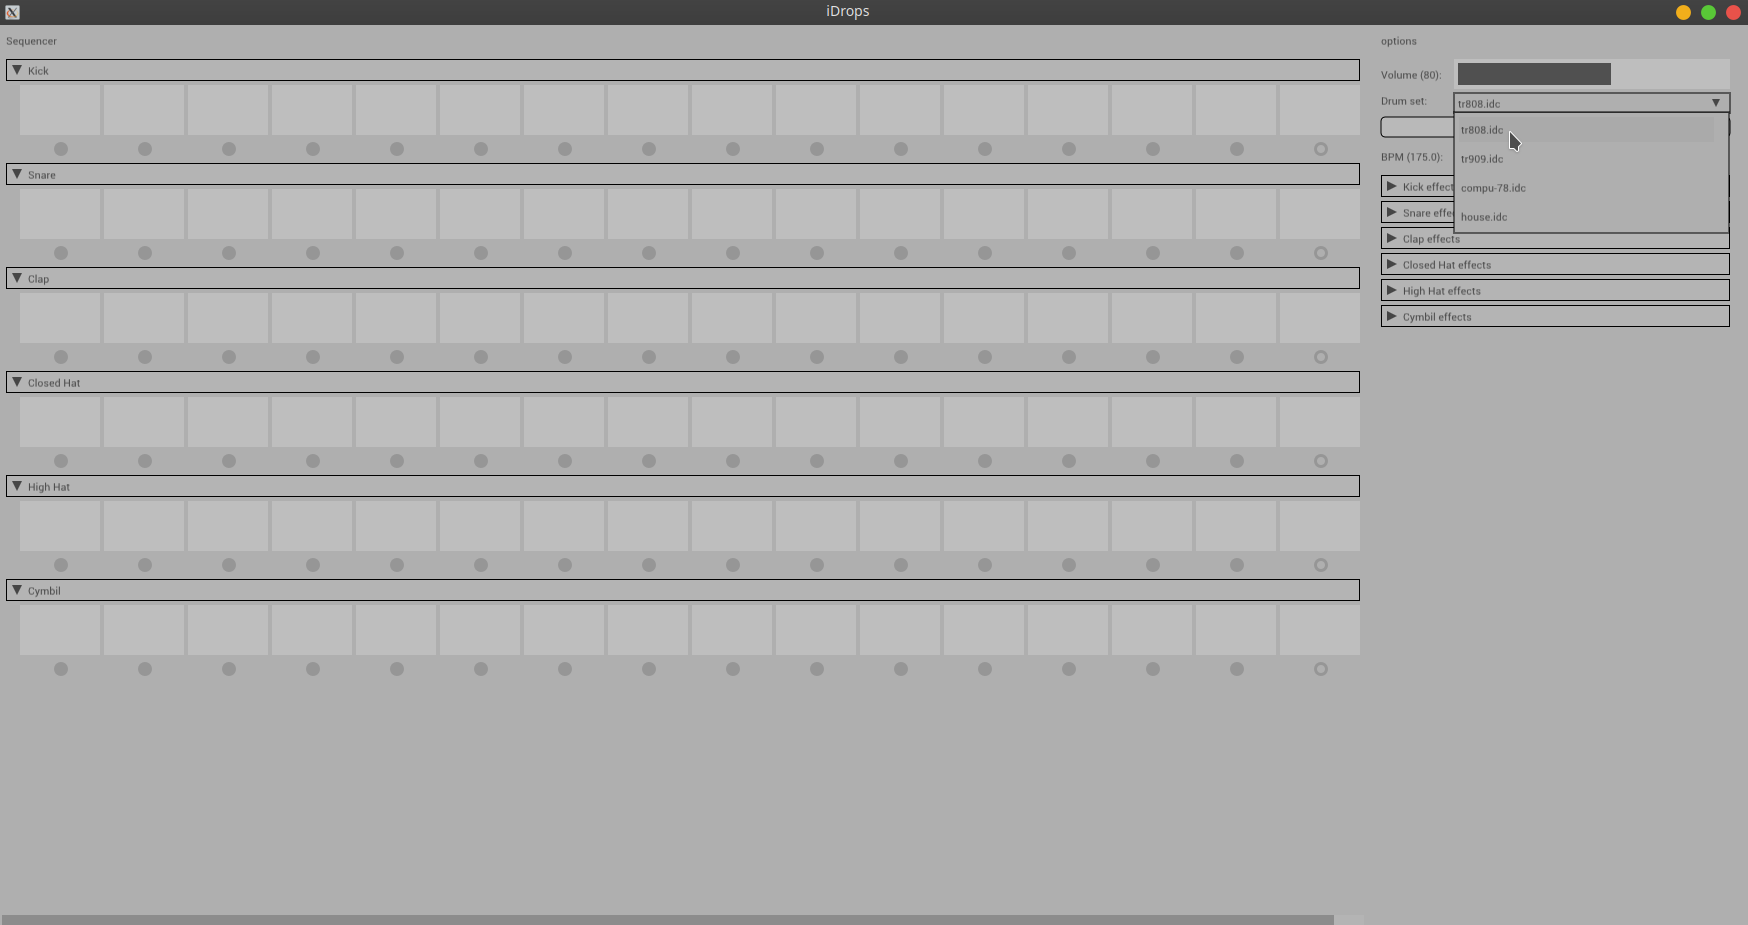 iDrops
Sequencer
Kick
Snare
Clap
Closed Hat
High Hat
Cymbil
options
Volume (80):
Drum set:
tr808.idc
tr808.idc
tr909.idc
compu-78.idc
house.idc
BPM (175.0):
Kick effect
Snare effe
Clap effects
Closed Hat effects
High Hat effects
Cymbil effects